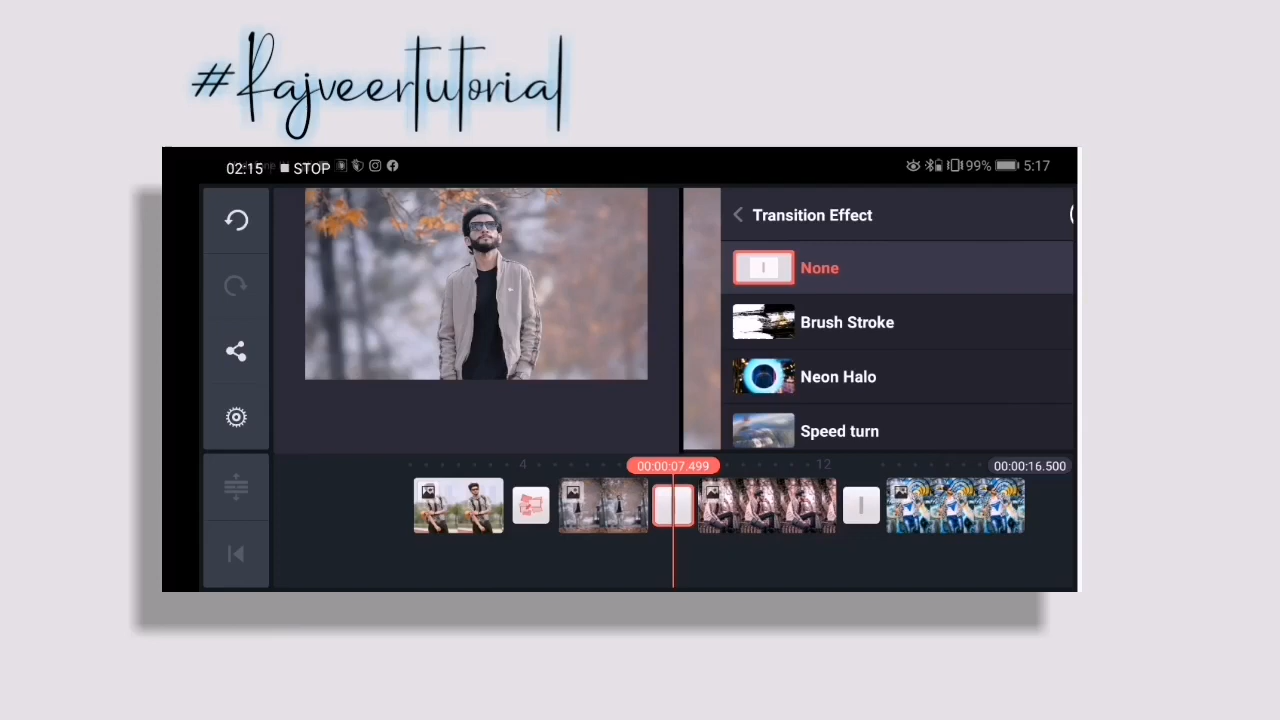 #Rajveertutorial
02:15 STOP 99% 5:17
Transition Effect
None
Brush Stroke
Neon Halo
Speed turn
4 00:00:07.499 12 00:00:16.500